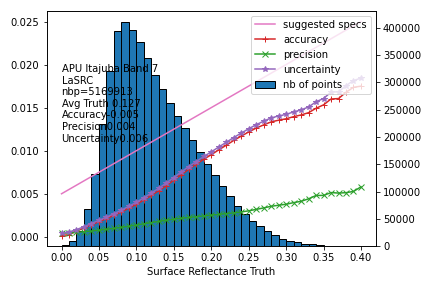 suggested specs
accuracy
precision
uncertainty
nb of points
APU Itajuba Band 7
LaSRC
nbp=5169913
Avg Truth 0.127
Accuracy-0.005
Precision0.004
Uncertainty0.006
0.025
0.020
0.015
0.010
0.005
0.000
400000
350000
300000
250000
200000
150000
100000
50000
0
0.00 0.05 0.10 0.15 0.20 0.25 0.30 0.35 0.40
Surface Reflectance Truth